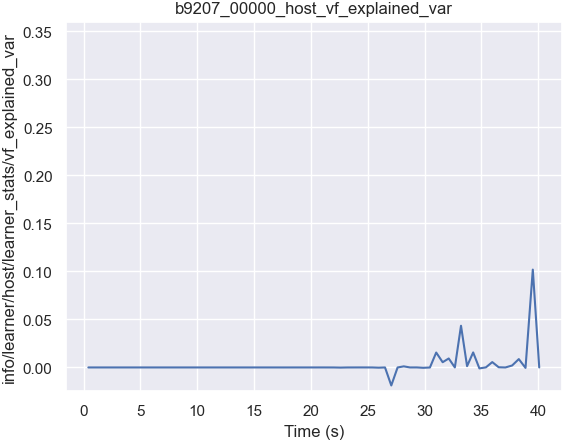 b9207_00000_host_vf_explained_var
info/learner/host/learner_stats/vf_explained_var
0.35
0.30
0.25
0.20
0.15
0.10
0.05
0.00
0 5 10 15 20 25 30 35 40
Time (s)